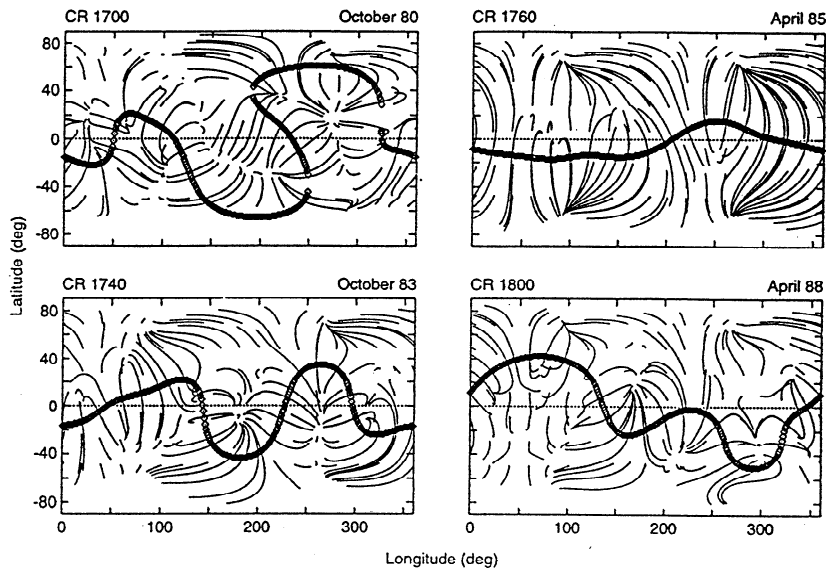 CR 1700 October 80
CR 1760 April 85
80
40
0
-40
-80
CR 1740 October 83
CR 1800 April 88
80
40
0
-40
-80
0 100 200 300
0 100 200 300
Latitude (deg)
Longitude (deg)